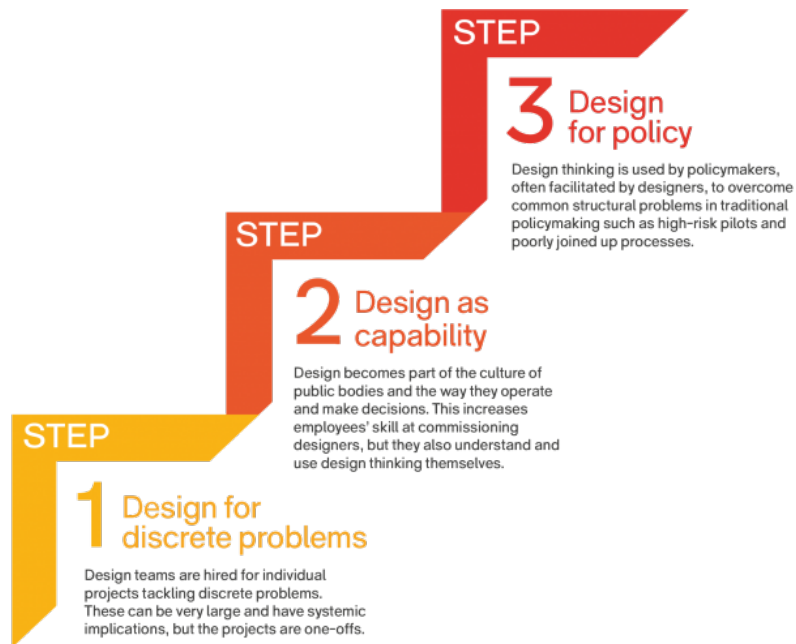 STEP
3 Design
for policy
Design thinking is used by policymakers,
often facilitated by designers, to overcome
common structural problems in traditional
policymaking such as high-risk pilots and
poorly joined up processes.
STEP
2 Design as
capability
Design becomes part of the culture of
public bodies and the way they operate
and make decisions. This increases
employees' skill at commissioning
designers, but they also understand and
use design thinking themselves.
STEP
1 Design for
discrete problems
Design teams are hired for individual
projects tackling discrete problems.
These can be very large and have systemic
implications, but the projects are one-offs.